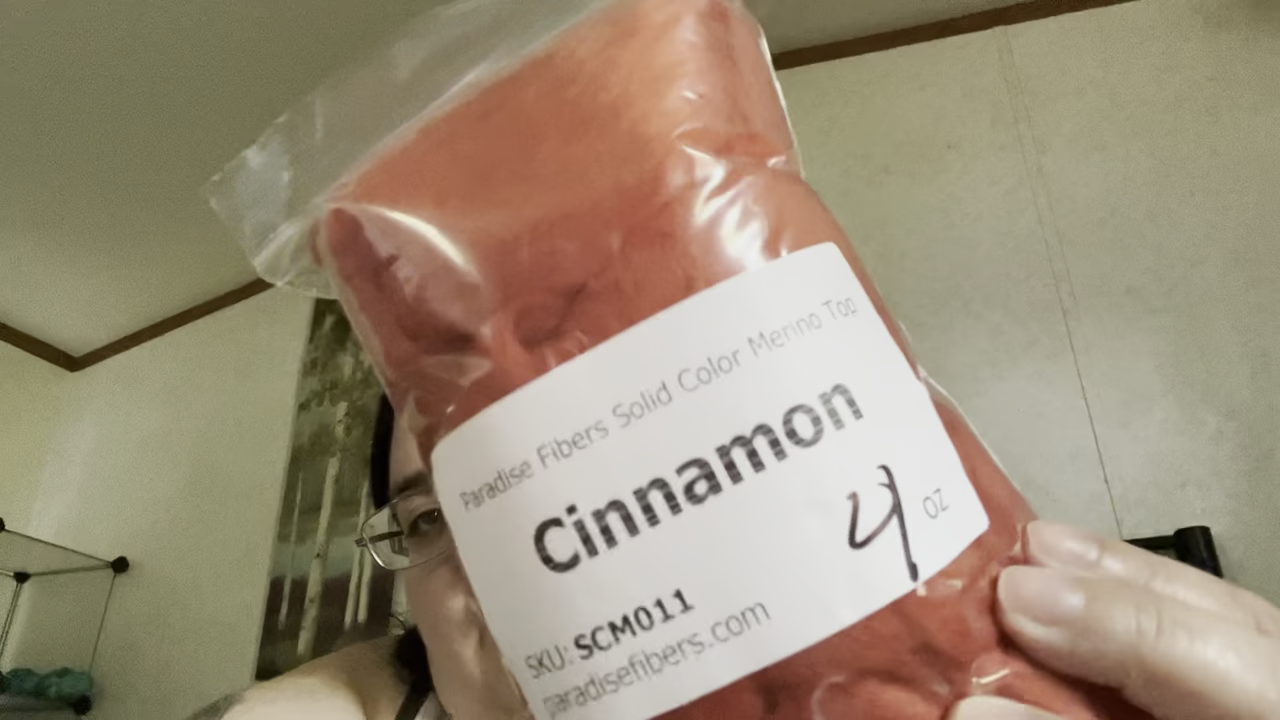 Paradise Fibers Solid Color Merino Top
Cinnamon
4 oz
SKU: SCM011
paradisefibers.com